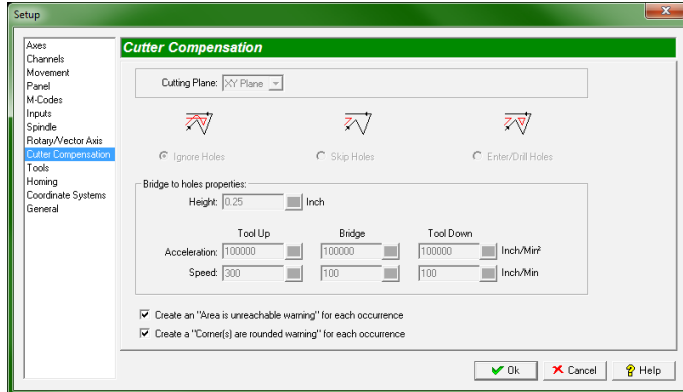 Setup
Axes
Channels
Movement
Panel
M-Codes
Inputs
Spindle
Rotary/Vector Axis
Cutter Compensation
Tools
Homing
Coordinate Systems
General
Cutter Compensation
Cutting Plane: XY Plane
Ignore Holes Skip Holes Enter/Drill Holes
Bridge to holes properties:
Height: 0.25 Inch
Tool Up Bridge Tool Down
Acceleration: 100000 100000 100000 Inch/Min²
Speed: 300 100 100 Inch/Min
Create an "Area is unreachable warning" for each occurrence
Create a "Corner(s) are rounded warning" for each occurrence
Ok Cancel Help